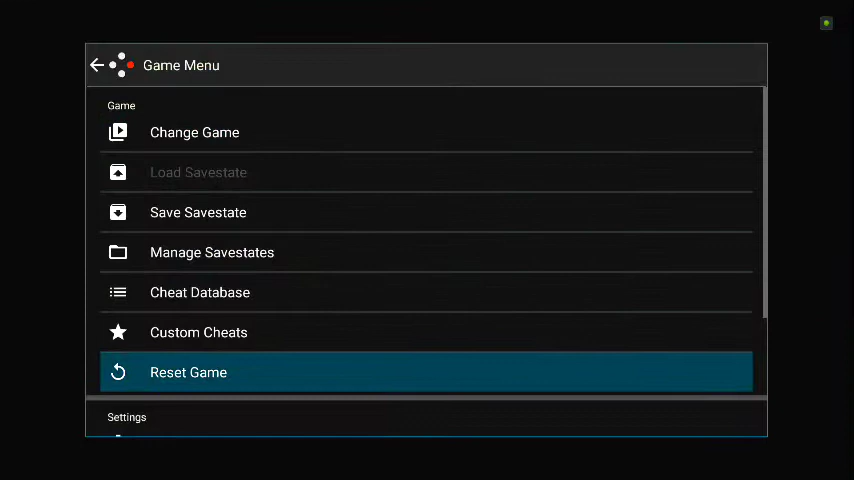 Game Menu
Game
Change Game
Load Savestate
Save Savestate
Manage Savestates
Cheat Database
Custom Cheats
Reset Game
Settings